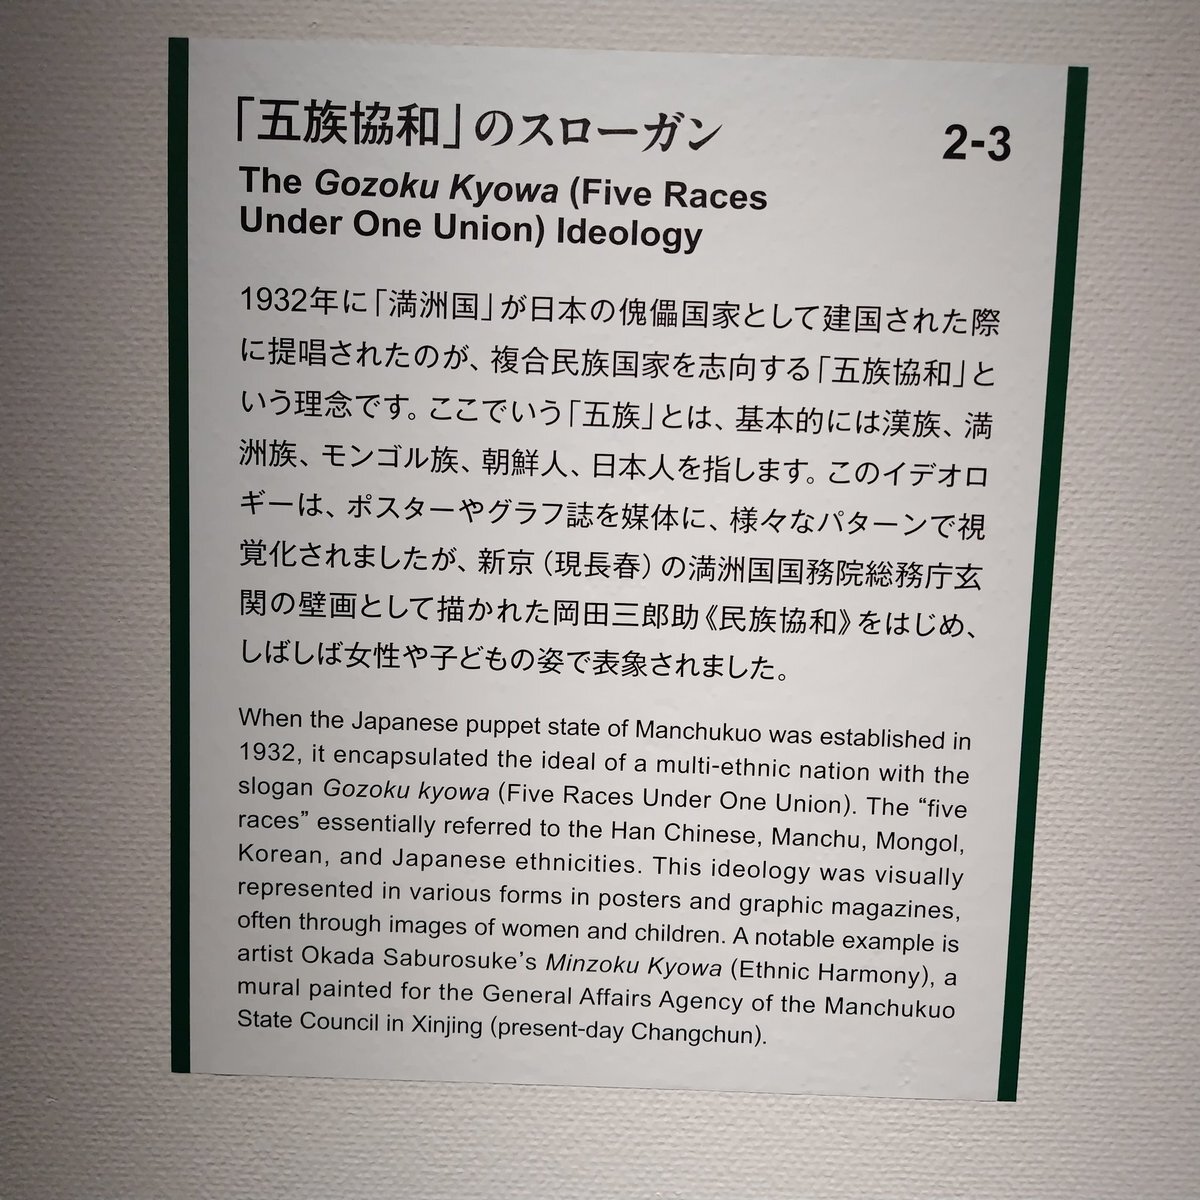 「五族協和」のスローガン
2-3
The Gozoku Kyowa (Five Races
Under One Union) Ideology
1932年に「満洲国」が日本の傀儡国家として建国された際
に提唱されたのが、複合民族国家を志向する「五族協和」と
いう理念です。ここでいう「五族」とは、基本的には漢族、満
洲族、モンゴル族、朝鮮人、日本人を指します。このイデオロ
ギーは、ポスターやグラフ誌を媒体に、様々なパターンで視
覚化されましたが、新京（現長春）の満洲国国務院総務庁玄
関の壁画として描かれた岡田三郎助《民族協和》をはじめ、
しばしば女性や子どもの姿で表象されました。
When the Japanese puppet state of Manchukuo was established in
1932, it encapsulated the ideal of a multi-ethnic nation with the
slogan Gozoku kyowa (Five Races Under One Union). The “five
races” essentially referred to the Han Chinese, Manchu, Mongol,
Korean, and Japanese ethnicities. This ideology was visually
represented in various forms in posters and graphic magazines,
often through images of women and children. A notable example is
artist Okada Saburosuke’s Minzoku Kyowa (Ethnic Harmony), a
mural painted for the General Affairs Agency of the Manchukuo
State Council in Xinjing (present-day Changchun).